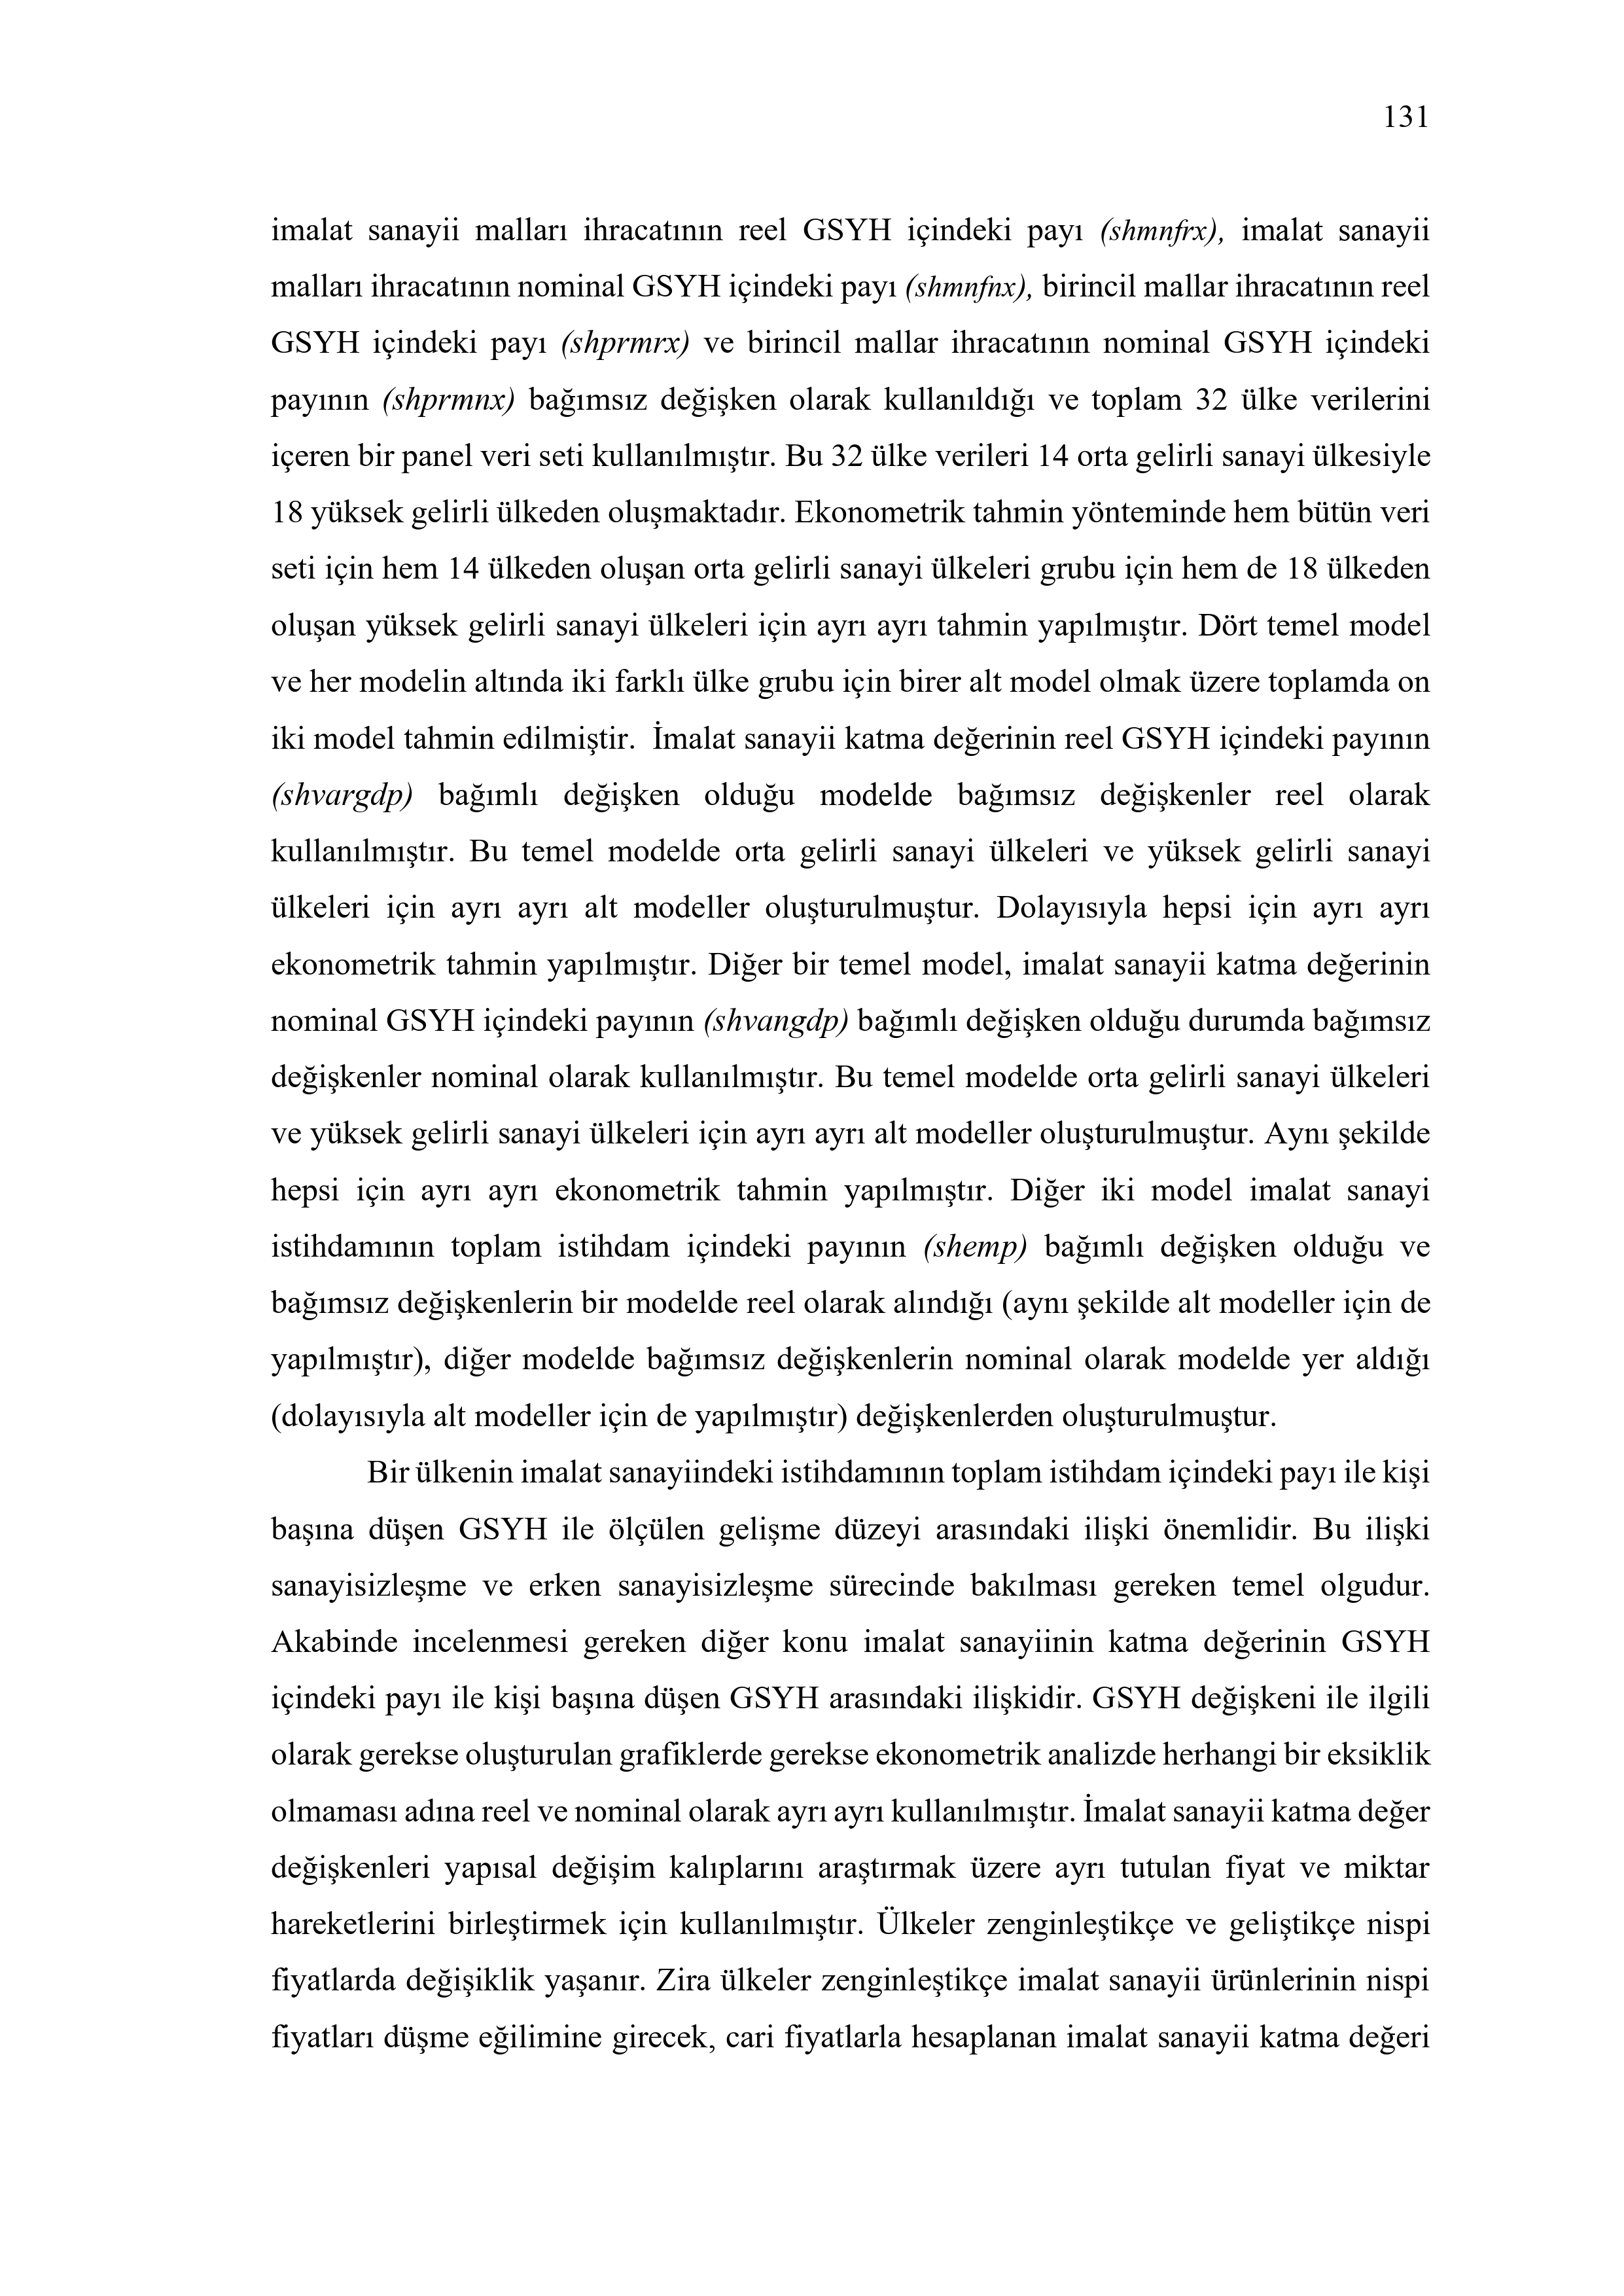 131
imalat sanayii malları ihracatının reel GSYH içindeki payı (shmnfrx), imalat sanayii
malları ihracatının nominal GSYH içindeki payı (shmnfnx), birincil mallar ihracatının reel
GSYH içindeki payı (shprmrx) ve birincil mallar ihracatının nominal GSYH içindeki
payının (shprmnx) bağımsız değişken olarak kullanıldığı ve toplam 32 ülke verilerini
içeren bir panel veri seti kullanılmıştır. Bu 32 ülke verileri 14 orta gelirli sanayi ülkesiyle
18 yüksek gelirli ülkeden oluşmaktadır. Ekonometrik tahmin yönteminde hem bütün veri
seti için hem 14 ülkeden oluşan orta gelirli sanayi ülkeleri grubu için hem de 18 ülkeden
oluşan yüksek gelirli sanayi ülkeleri için ayrı ayrı tahmin yapılmıştır. Dört temel model
ve her modelin altında iki farklı ülke grubu için birer alt model olmak üzere toplamda on
iki model tahmin edilmiştir.  İmalat sanayii katma değerinin reel GSYH içindeki payının
(shvargdp) bağımlı değişken olduğu modelde bağımsız değişkenler reel olarak
kullanılmıştır. Bu temel modelde orta gelirli sanayi ülkeleri ve yüksek gelirli sanayi
ülkeleri için ayrı ayrı alt modeller oluşturulmuştur. Dolayısıyla hepsi için ayrı ayrı
ekonometrik tahmin yapılmıştır. Diğer bir temel model, imalat sanayii katma değerinin
nominal GSYH içindeki payının (shvangdp) bağımlı değişken olduğu durumda bağımsız
değişkenler nominal olarak kullanılmıştır. Bu temel modelde orta gelirli sanayi ülkeleri
ve yüksek gelirli sanayi ülkeleri için ayrı ayrı alt modeller oluşturulmuştur. Aynı şekilde
hepsi için ayrı ayrı ekonometrik tahmin yapılmıştır. Diğer iki model imalat sanayi
istihdamının toplam istihdam içindeki payının (shemp) bağımlı değişken olduğu ve
bağımsız değişkenlerin bir modelde reel olarak alındığı (aynı şekilde alt modeller için de
yapılmıştır), diğer modelde bağımsız değişkenlerin nominal olarak modelde yer aldığı
(dolayısıyla alt modeller için de yapılmıştır) değişkenlerden oluşturulmuştur.
Bir ülkenin imalat sanayiindeki istihdamının toplam istihdam içindeki payı ile kişi
başına düşen GSYH ile ölçülen gelişme düzeyi arasındaki ilişki önemlidir. Bu ilişki
sanayisizleşme ve erken sanayisizleşme sürecinde bakılması gereken temel olgudur.
Akabinde incelenmesi gereken diğer konu imalat sanayiinin katma değerinin GSYH
içindeki payı ile kişi başına düşen GSYH arasındaki ilişkidir. GSYH değişkeni ile ilgili
olarak gerekse oluşturulan grafiklerde gerekse ekonometrik analizde herhangi bir eksiklik
olmaması adına reel ve nominal olarak ayrı ayrı kullanılmıştır. İmalat sanayii katma değer
değişkenleri yapısal değişim kalıplarını araştırmak üzere ayrı tutulan fiyat ve miktar
hareketlerini birleştirmek için kullanılmıştır. Ülkeler zenginleştikçe ve geliştikçe nispi
fiyatlarda değişiklik yaşanır. Zira ülkeler zenginleştikçe imalat sanayii ürünlerinin nispi
fiyatları düşme eğilimine girecek, cari fiyatlarla hesaplanan imalat sanayii katma değeri